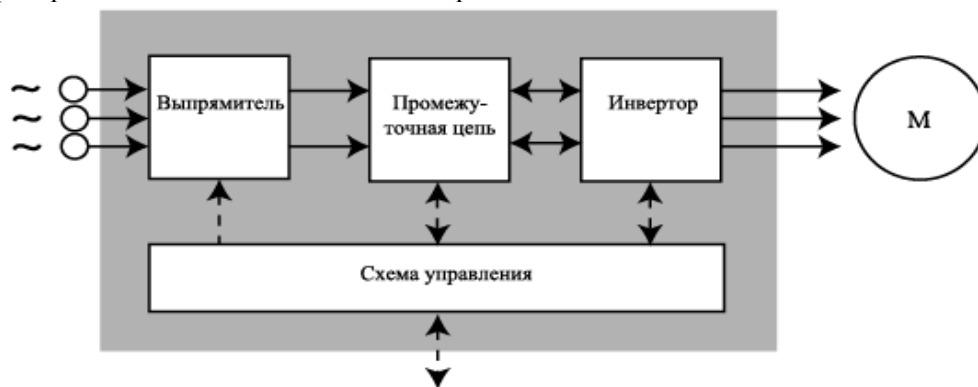 ~
~
~
Выпрямитель
Промежу-
точная цепь
Инвертор
М
Схема управления